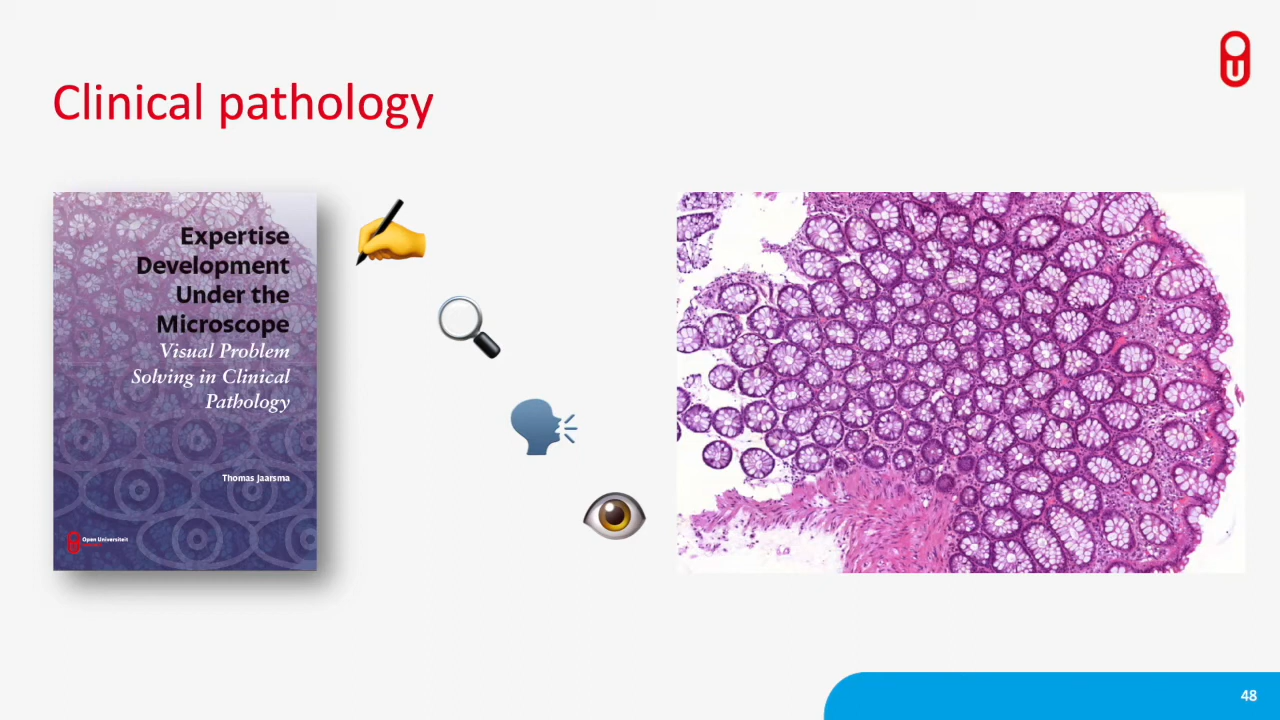 Clinical pathology
Expertise
Development
Under the
Microscope
Visual Problem
Solving in Clinical
Pathology
Thomas Jaarsma
Open Universiteit
48